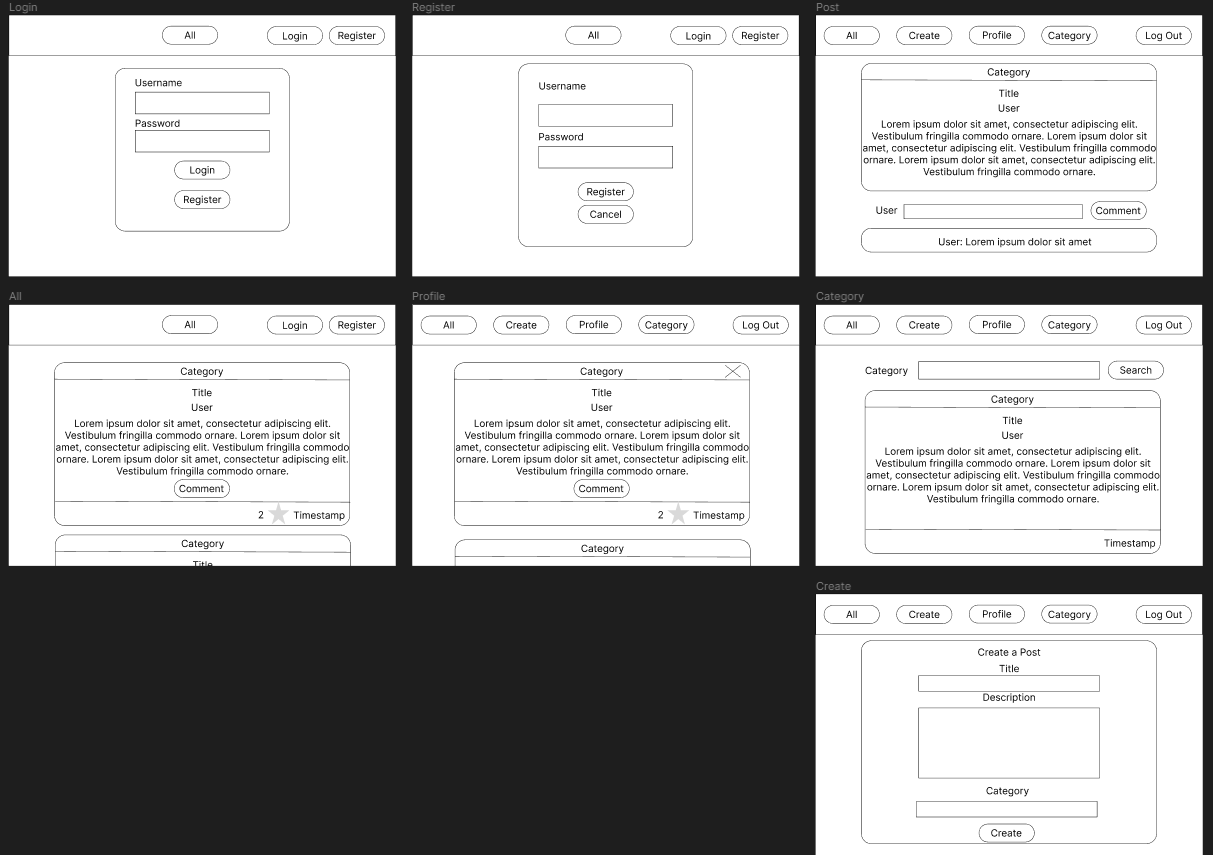 Login
All
Login
Register
Username
Password
Login
Register
Register
All
Login
Register
Username
Password
Register
Cancel
Post
All
Create
Profile
Category
Log Out
Category
Title
User
Lorem ipsum dolor sit amet, consectetur adipiscing elit.
Vestibulum fringilla commodo ornare. Lorem ipsum dolor sit
amet, consectetur adipiscing elit. Vestibulum fringilla commodo
ornare. Lorem ipsum dolor sit amet, consectetur adipiscing elit.
Vestibulum fringilla commodo ornare.
User
Comment
User: Lorem ipsum dolor sit amet
All
All
Login
Register
Category
Title
User
Lorem ipsum dolor sit amet, consectetur adipiscing elit.
Vestibulum fringilla commodo ornare. Lorem ipsum dolor sit
amet, consectetur adipiscing elit. Vestibulum fringilla commodo
ornare. Lorem ipsum dolor sit amet, consectetur adipiscing elit.
Vestibulum fringilla commodo ornare.
Comment
2
Timestamp
Category
Title
Profile
All
Create
Profile
Category
Log Out
Category
Title
User
Lorem ipsum dolor sit amet, consectetur adipiscing elit.
Vestibulum fringilla commodo ornare. Lorem ipsum dolor sit
amet, consectetur adipiscing elit. Vestibulum fringilla commodo
ornare. Lorem ipsum dolor sit amet, consectetur adipiscing elit.
Vestibulum fringilla commodo ornare.
Comment
2
Timestamp
Category
Category
All
Create
Profile
Category
Log Out
Category
Search
Category
Title
User
Lorem ipsum dolor sit amet, consectetur adipiscing elit.
Vestibulum fringilla commodo ornare. Lorem ipsum dolor sit
amet, consectetur adipiscing elit. Vestibulum fringilla commodo
ornare. Lorem ipsum dolor sit amet, consectetur adipiscing elit.
Vestibulum fringilla commodo ornare.
Timestamp
Create
All
Create
Profile
Category
Log Out
Create a Post
Title
Description
Category
Create